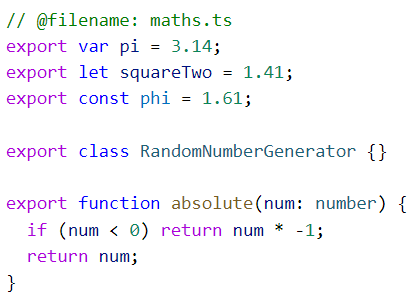 // @filename: maths.ts
export var pi = 3.14;
export let squareTwo = 1.41;
export const phi = 1.61;

export class RandomNumberGenerator {}

export function absolute(num: number) {
  if (num < 0) return num * -1;
  return num;
}